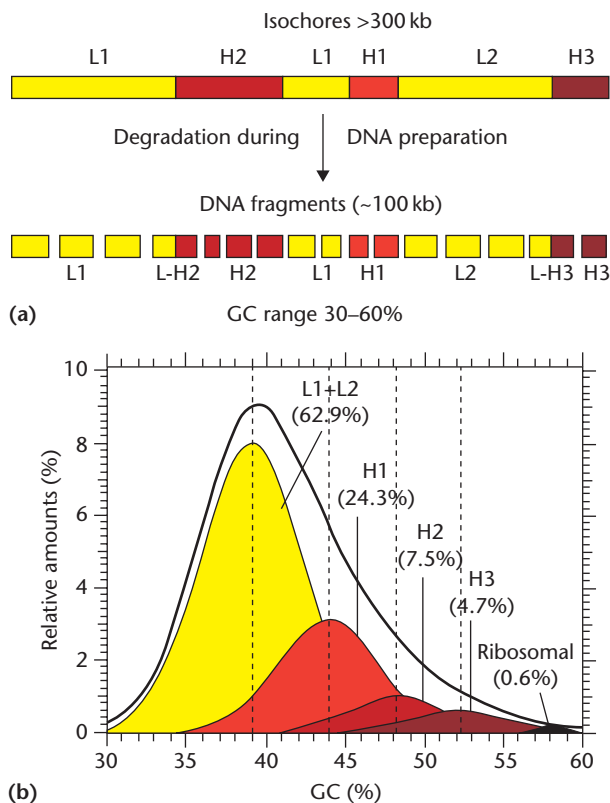 Isochores >300 kb
L1 H2 L1 H1 L2 H3
Degradation during DNA preparation
DNA fragments (~100 kb)
L1 L-H2 H2 L1 H1 L2 L-H3 H3
(a) GC range 30–60%
10
8
6
4
2
0
Relative amounts (%)
L1+L2
(62.9%)
H1
(24.3%)
H2
(7.5%)
H3
(4.7%)
Ribosomal
(0.6%)
30 35 40 45 50 55 60
(b) GC (%)